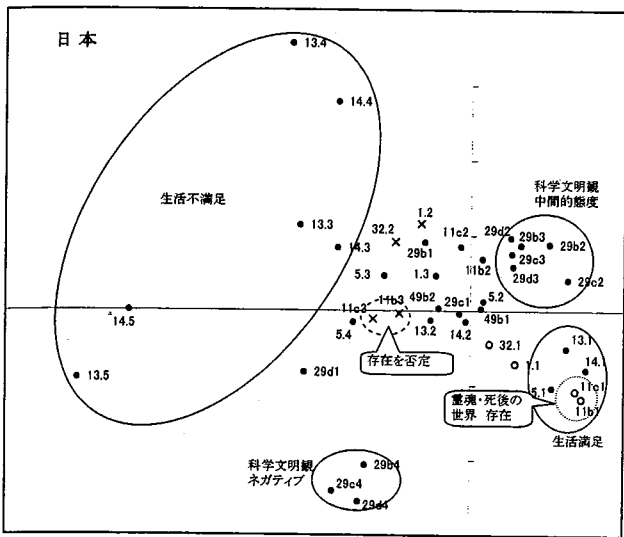 日本
13.4
14.4
生活不満足
科学文明観
中間的態度
1.2
32.2
13.3
14.3
29b1
11c2
29d2
29b3
29b2
29c3
11b2
29d3
29c2
5.3
1.3
14.5
11c3
11b3
49b2
29c1
5.2
5.4
13.2
14.2
49b1
存在を否定
32.1
13.1
1.1
14.1
13.5
29d1
5.1
11c1
11b1
霊魂・死後の
世界 存在
生活満足
科学文明観
ネガティブ
29b4
29c4
29d4